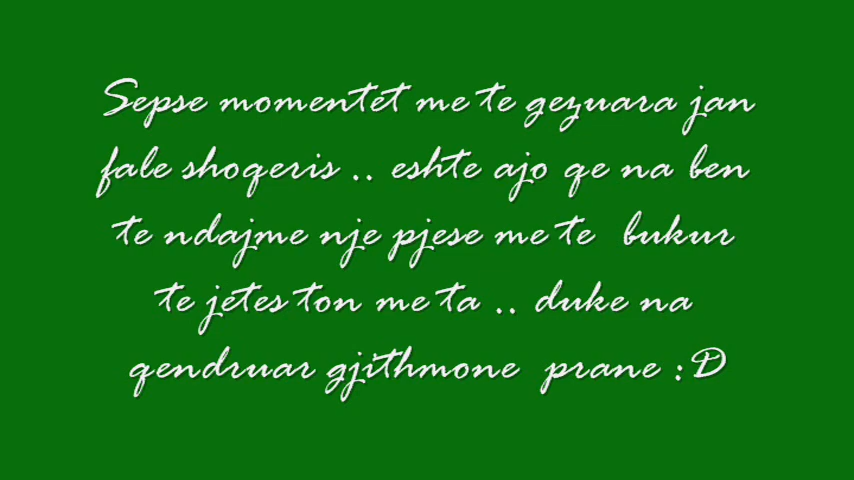 Sepse momentet me te gezuara jan
fale shoqeris .. eshte ajo qe na ben
te ndajme nje pjese me te bukur
te jetes ton me ta .. duke na
qendruar gjithmone prane :D